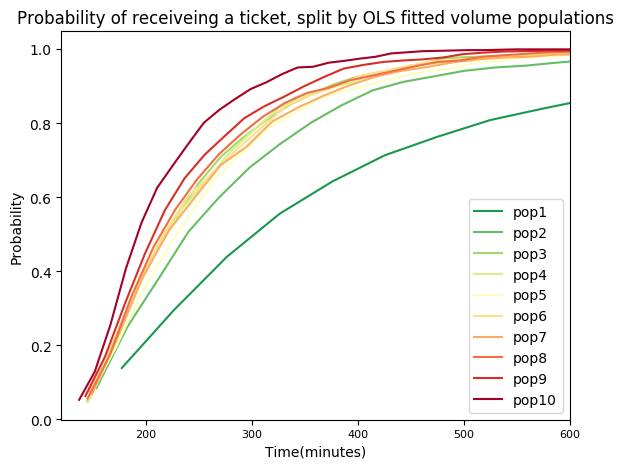 Probability of receiveing a ticket, split by OLS fitted volume populations
1.0
0.8
0.6
0.4
0.2
0.0
Probability
200
300
400
500
600
Time(minutes)
pop1
pop2
pop3
pop4
pop5
pop6
pop7
pop8
pop9
pop10